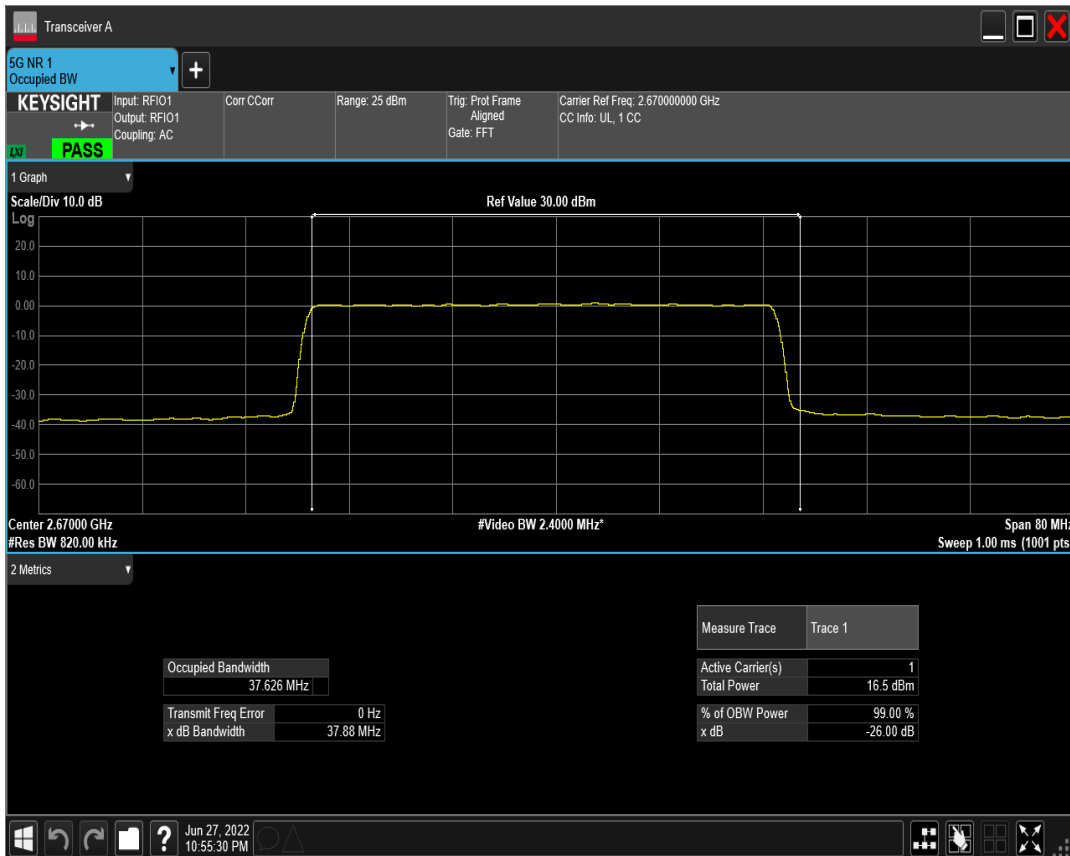 Transceiver A
5G NR 1
Occupied BW
KEYSIGHT
LXI
PASS
Input: RFIO1
Output: RFIO1
Coupling: AC
Corr CCorr
Range: 25 dBm
Trig: Prot Frame
Aligned
Gate: FFT
Carrier Ref Freq: 2.670000000 GHz
CC Info: UL, 1 CC
1 Graph
Scale/Div 10.0 dB
Ref Value 30.00 dBm
Log
20.0
10.0
0.00
-10.0
-20.0
-30.0
-40.0
-50.0
-60.0
Center 2.67000 GHz
#Video BW 2.4000 MHz*
Span 80 MHz
#Res BW 820.00 kHz
Sweep 1.00 ms (1001 pts
2 Metrics
Measure Trace Trace 1
Occupied Bandwidth
37.626 MHz
Active Carrier(s) 1
Total Power 16.5 dBm
Transmit Freq Error 0 Hz
x dB Bandwidth 37.88 MHz
% of OBW Power 99.00 %
x dB -26.00 dB
Jun 27, 2022
10:55:30 PM